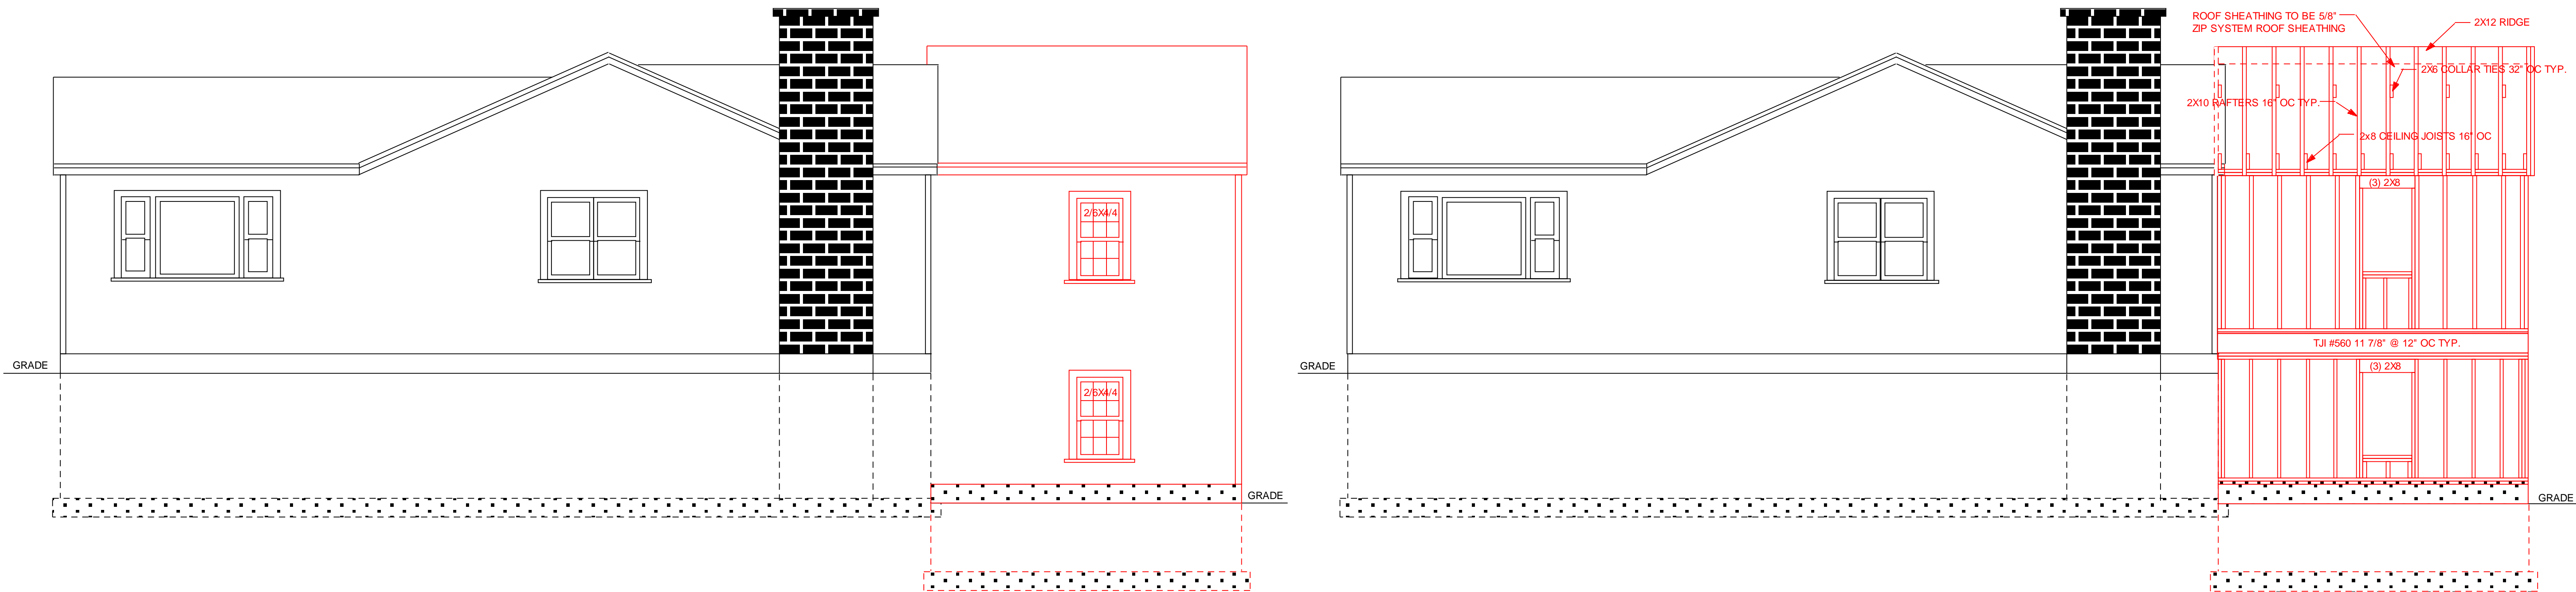 GRADE
2/6X4/4
2/6X4/4
GRADE
ROOF SHEATHING TO BE 5/8"
ZIP SYSTEM ROOF SHEATHING
2X12 RIDGE
2X6 COLLAR TIES 32" OC TYP.
2X10 RAFTERS 16" OC TYP.
2x8 CEILING JOISTS 16" OC
(3) 2X8
TJI #560 11 7/8" @ 12" OC TYP.
GRADE
(3) 2X8
GRADE